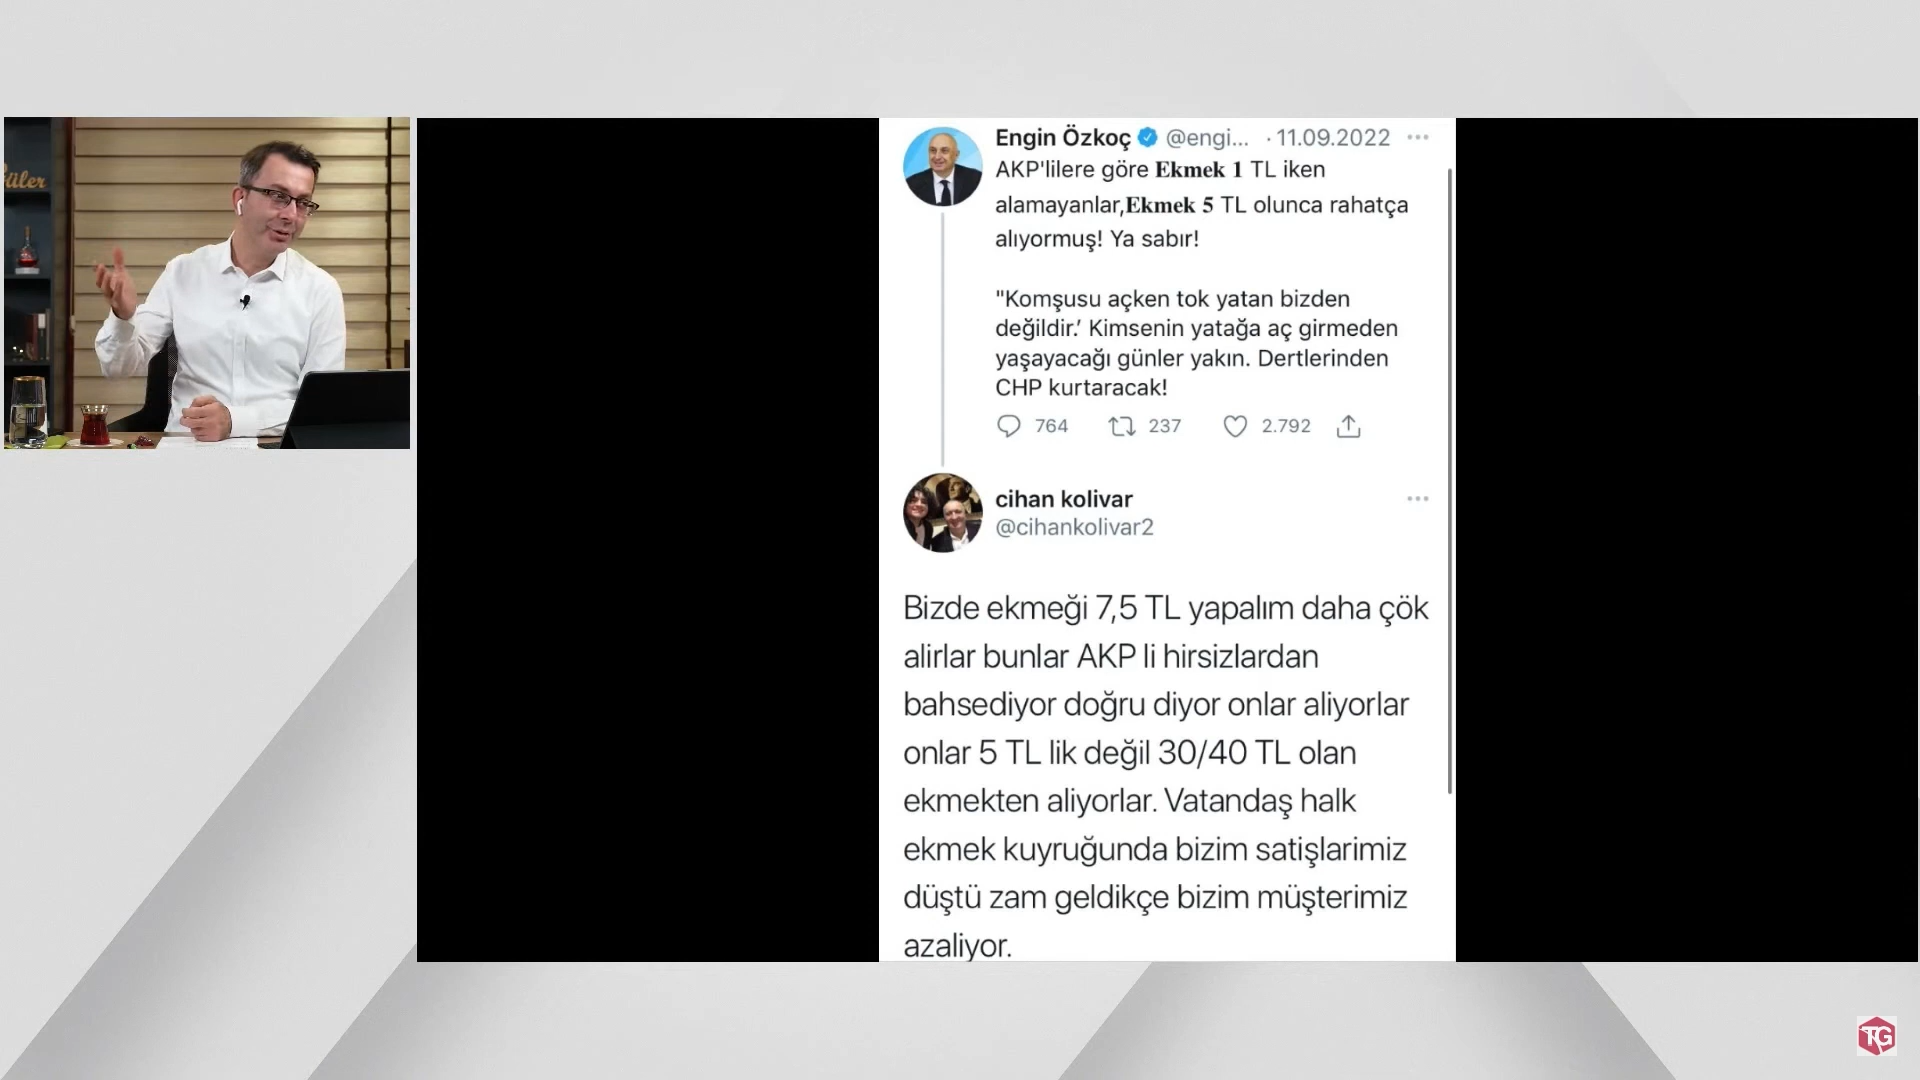 Engin Özkoç @engi... · 11.09.2022
AKP'lilere göre Ekmek 1 TL iken
alamayanlar,Ekmek 5 TL olunca rahatça
alıyormuş! Ya sabır!
"Komşusu açken tok yatan bizden
değildir.’ Kimsenin yatağa aç girmeden
yaşayacağı günler yakın. Dertlerinden
CHP kurtaracak!
764 237 2.792
cihan kolivar
@cihankolivar2
Bizde ekmeği 7,5 TL yapalım daha çök
alirlar bunlar AKP li hirsizlardan
bahsediyor doğru diyor onlar aliyorlar
onlar 5 TL lik değil 30/40 TL olan
ekmekten aliyorlar. Vatandaş halk
ekmek kuyruğunda bizim satişlarimiz
düştü zam geldikçe bizim müşterimiz
azaliyor.
TG